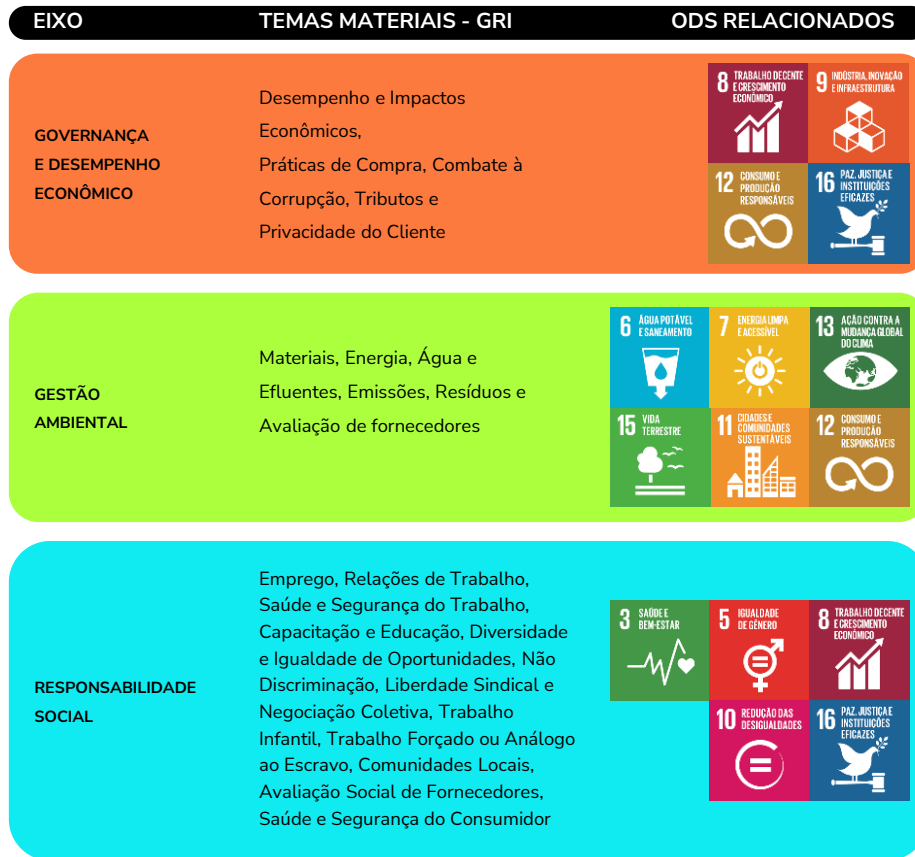 EIXO
TEMAS MATERIAIS - GRI
ODS RELACIONADOS
GOVERNANÇA
E DESEMPENHO
ECONÔMICO
Desempenho e Impactos
Econômicos,
Práticas de Compra, Combate à
Corrupção, Tributos e
Privacidade do Cliente
8 TRABALHO DECENTE
E CRESCIMENTO
ECONÔMICO
9 INDÚSTRIA, INOVAÇÃO
E INFRAESTRUTURA
12 CONSUMO E
PRODUÇÃO
RESPONSÁVEIS
16 PAZ, JUSTIÇA E
INSTITUIÇÕES
EFICAZES
GESTÃO
AMBIENTAL
Materiais, Energia, Água e
Efluentes, Emissões, Resíduos e
Avaliação de fornecedores
6 ÁGUA POTÁVEL
E SANEAMENTO
7 ENERGIA LIMPA
E ACESSÍVEL
13 AÇÃO CONTRA A
MUDANÇA GLOBAL
DO CLIMA
15 VIDA
TERRESTRE
11 CIDADES E
COMUNIDADES
SUSTENTÁVEIS
12 CONSUMO E
PRODUÇÃO
RESPONSÁVEIS
RESPONSABILIDADE
SOCIAL
Emprego, Relações de Trabalho,
Saúde e Segurança do Trabalho,
Capacitação e Educação, Diversidade
e Igualdade de Oportunidades, Não
Discriminação, Liberdade Sindical e
Negociação Coletiva, Trabalho
Infantil, Trabalho Forçado ou Análogo
ao Escravo, Comunidades Locais,
Avaliação Social de Fornecedores,
Saúde e Segurança do Consumidor
3 SAÚDE E
BEM-ESTAR
5 IGUALDADE
DE GÊNERO
8 TRABALHO DECENTE
E CRESCIMENTO
ECONÔMICO
10 REDUÇÃO DAS
DESIGUALDADES
16 PAZ, JUSTIÇA E
INSTITUIÇÕES
EFICAZES